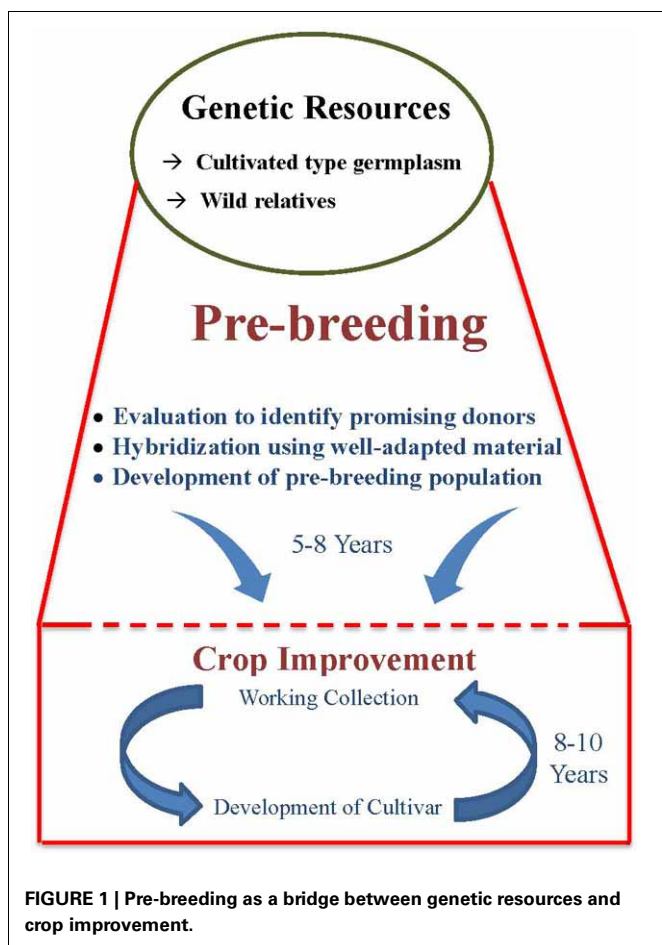 Genetic Resources
→ Cultivated type germplasm
→ Wild relatives
Pre-breeding
• Evaluation to identify promising donors
• Hybridization using well-adapted material
• Development of pre-breeding population
5-8 Years
Crop Improvement
Working Collection
8-10
Years
Development of Cultivar
FIGURE 1 | Pre-breeding as a bridge between genetic resources and
crop improvement.